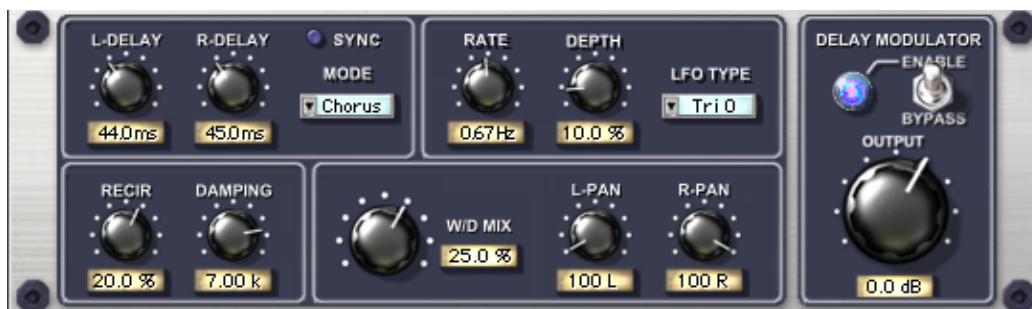 L-DELAY R-DELAY SYNC
MODE
Chorus
44.0ms 45.0ms
RATE DEPTH
LFO TYPE
Tri 0
0.67Hz 10.0 %
DELAY MODULATOR
ENABLE
BYPASS
OUTPUT
0.0 dB
RECIR DAMPING
20.0 % 7.00 k
W/D MIX
25.0 %
L-PAN R-PAN
100 L 100 R